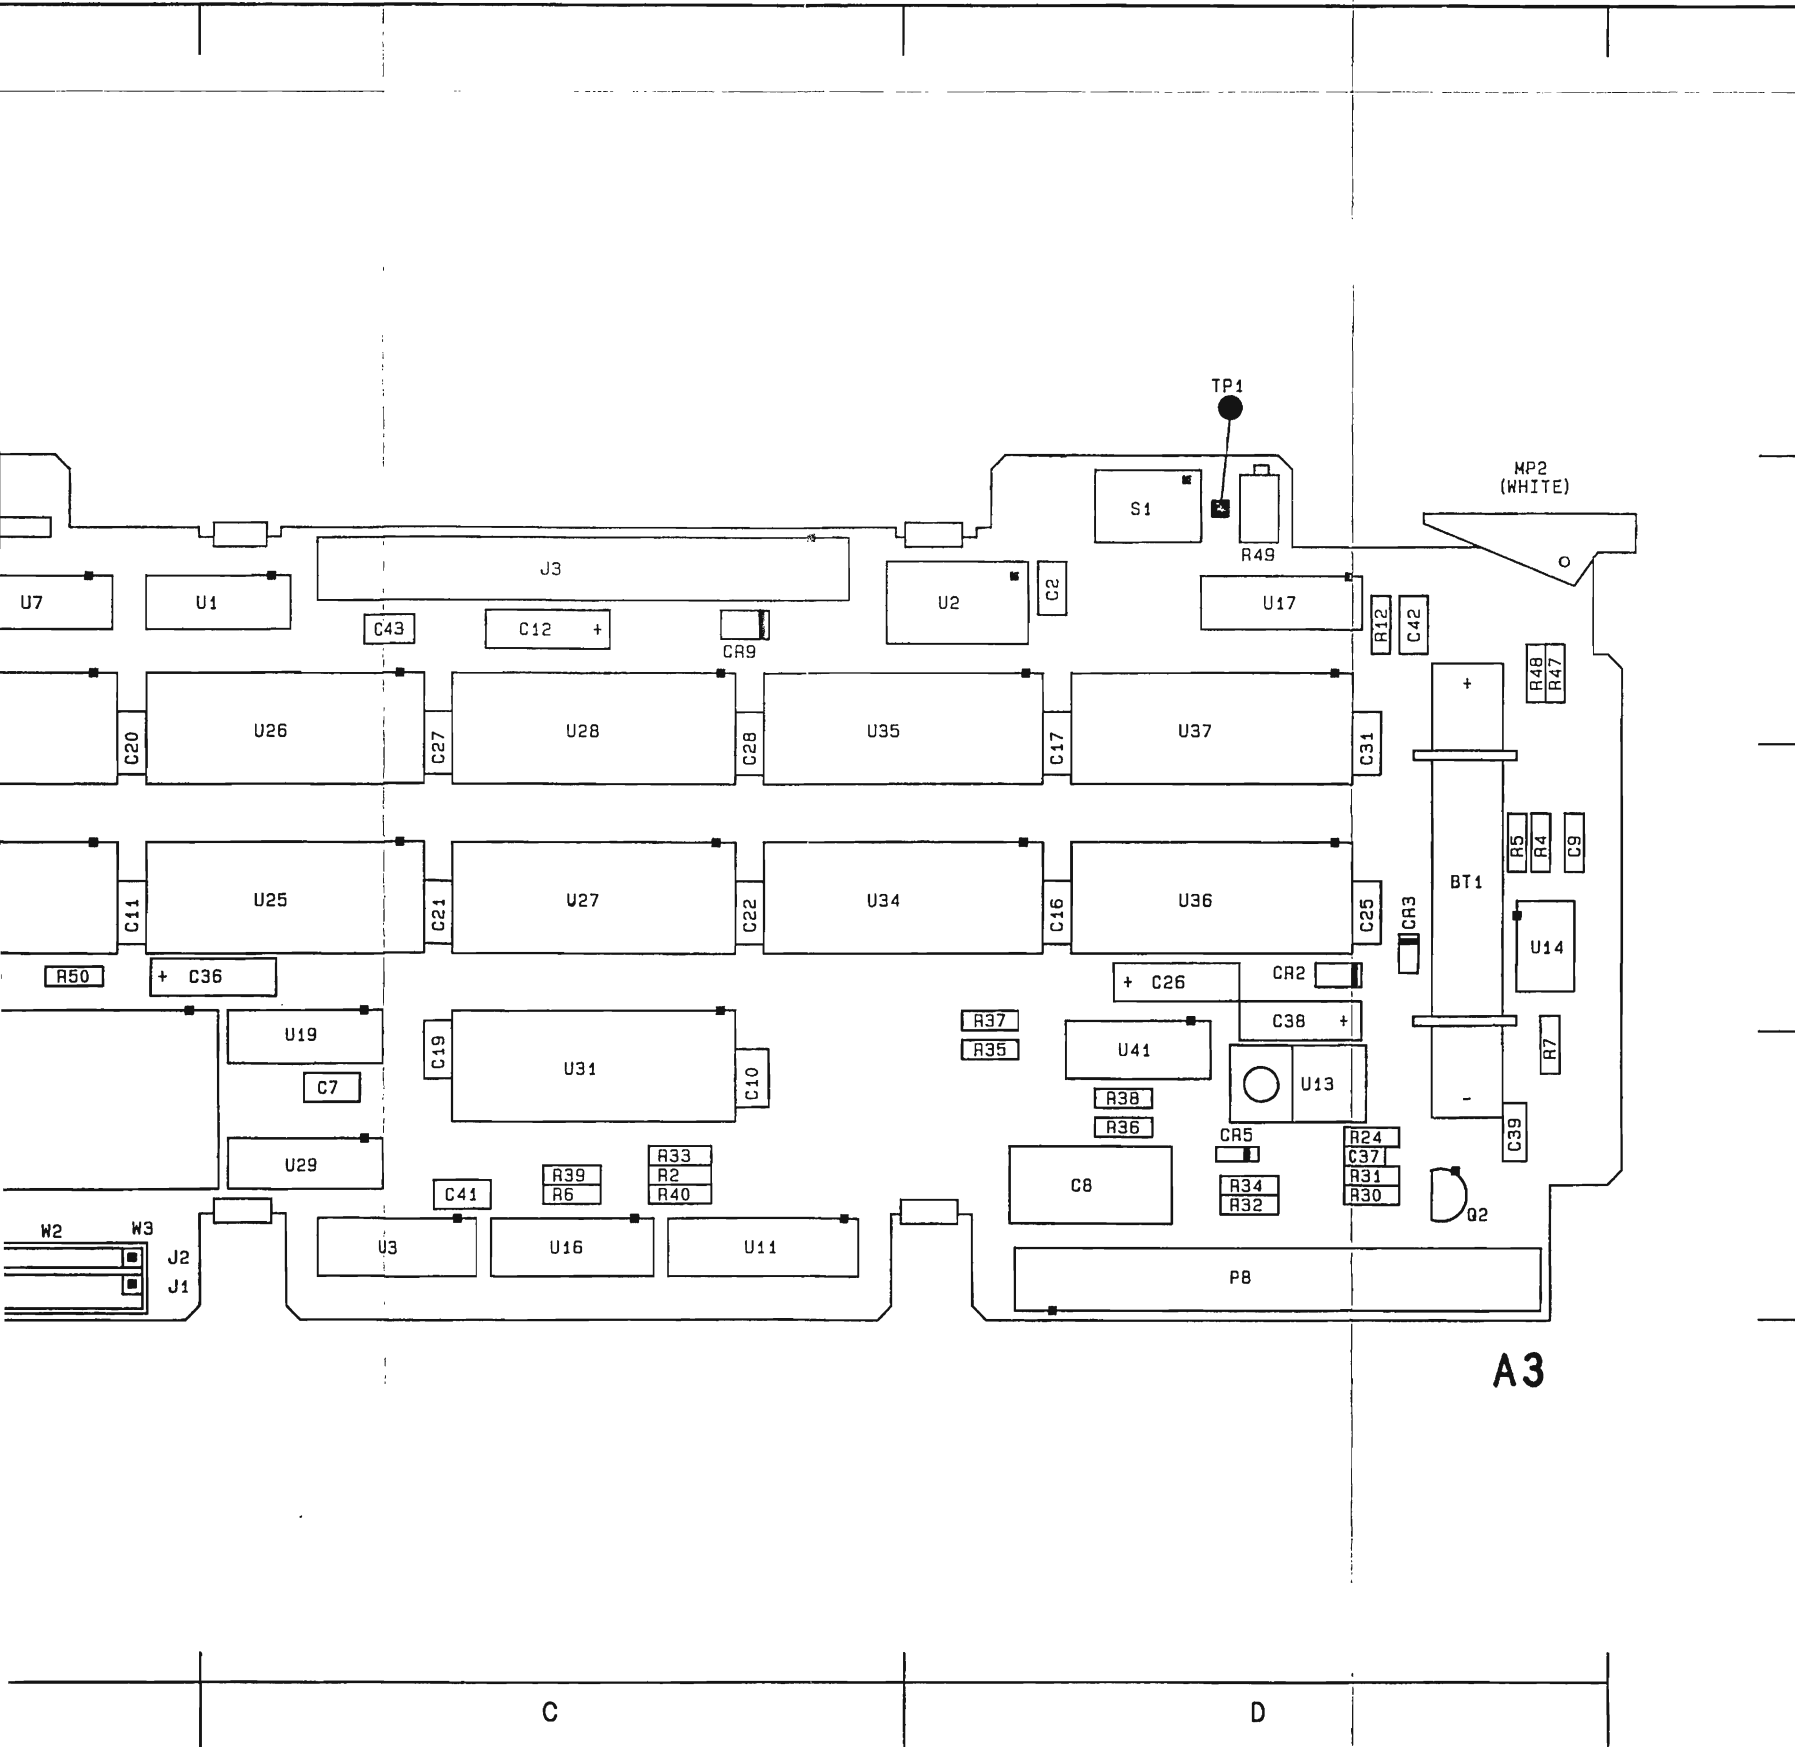 TP1
MP2
(WHITE)
S1
R49
J3
U7
U1
U2
C2
U17
C43
C12 +
CR9
R12
C42
R48
R47
+
C20
U26
C27
U28
C28
U35
C17
U37
C31
R5
R4
C9
BT1
C11
U25
C21
U27
C22
U34
C16
U36
C25
CR3
U14
R50
+ C36
+ C26
CR2
C38 +
U19
C19
U31
C10
R37
R35
U41
U13
R7
C7
R38
R36
-
CR5
R24
C37
R31
R30
C39
U29
R33
R2
R40
R39
R6
C41
C8
R34
R32
Q2
W2
W3
J2
J1
U3
U16
U11
P8
A3
C
D